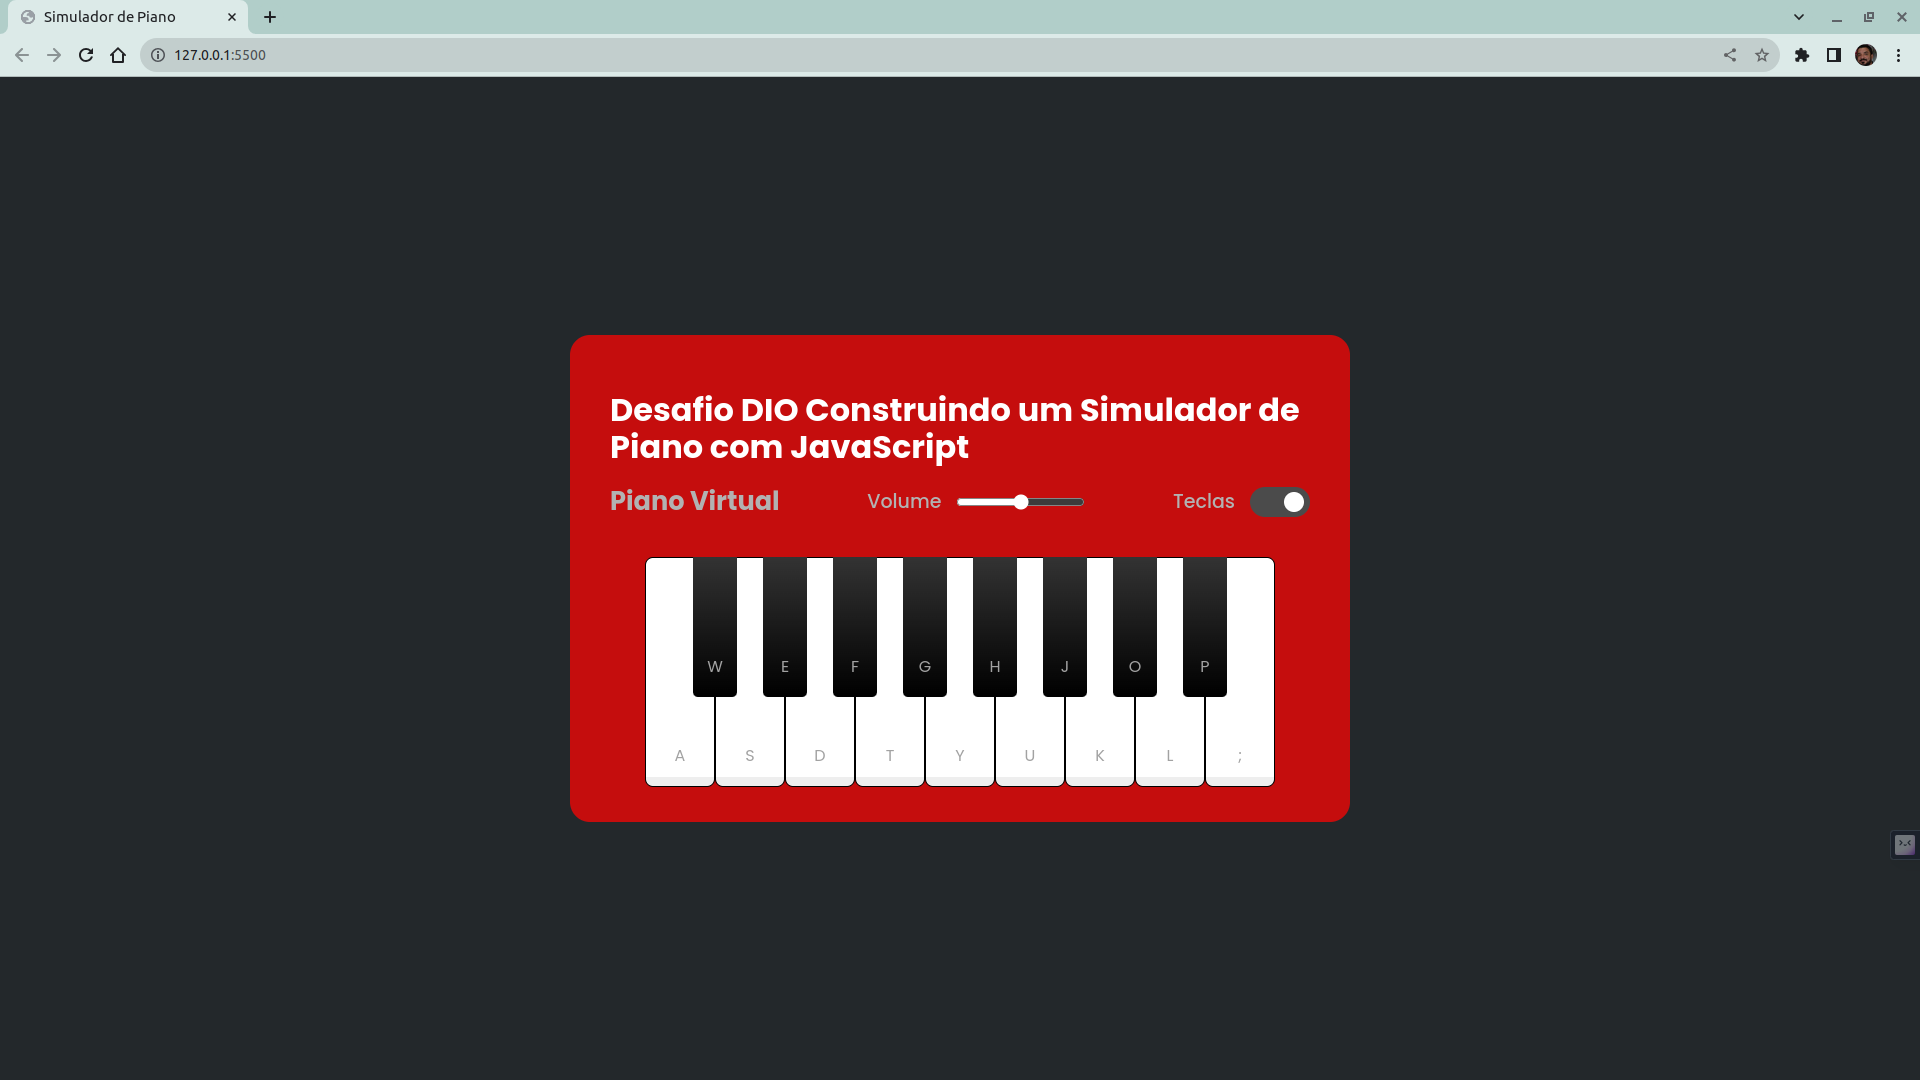 Simulador de Piano
127.0.0.1:5500
Desafio DIO Construindo um Simulador de
Piano com JavaScript
Piano Virtual Volume Teclas
W E F G H J O P
A S D T Y U K L ;